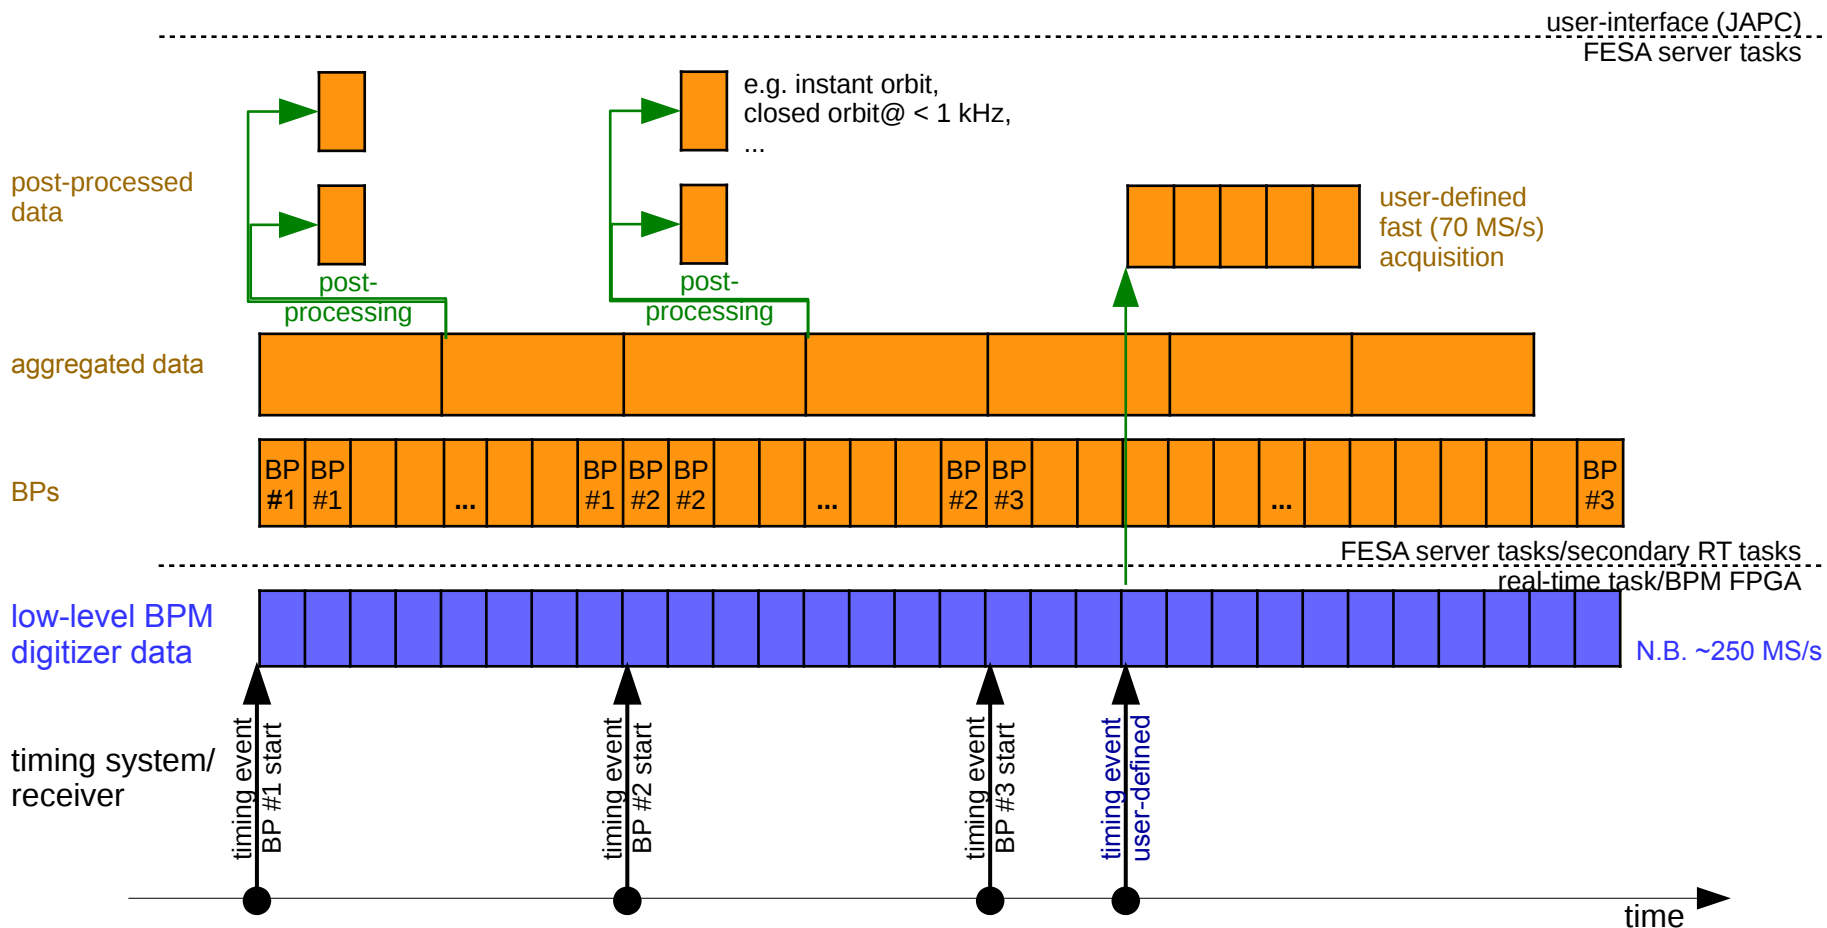 user-interface (JAPC)
FESA server tasks
e.g. instant orbit,
closed orbit@ < 1 kHz,
...
post-processed
data
user-defined
fast (70 MS/s)
acquisition
post-
processing
post-
processing
aggregated data
BPs
BP #1
BP #1
...
BP #1
BP #2
BP #2
...
BP #2
BP #3
...
BP #3
FESA server tasks/secondary RT tasks
real-time task/BPM FPGA
low-level BPM
digitizer data
N.B. ~250 MS/s
timing system/
receiver
timing event
BP #1 start
timing event
BP #2 start
timing event
BP #3 start
timing event
user-defined
time